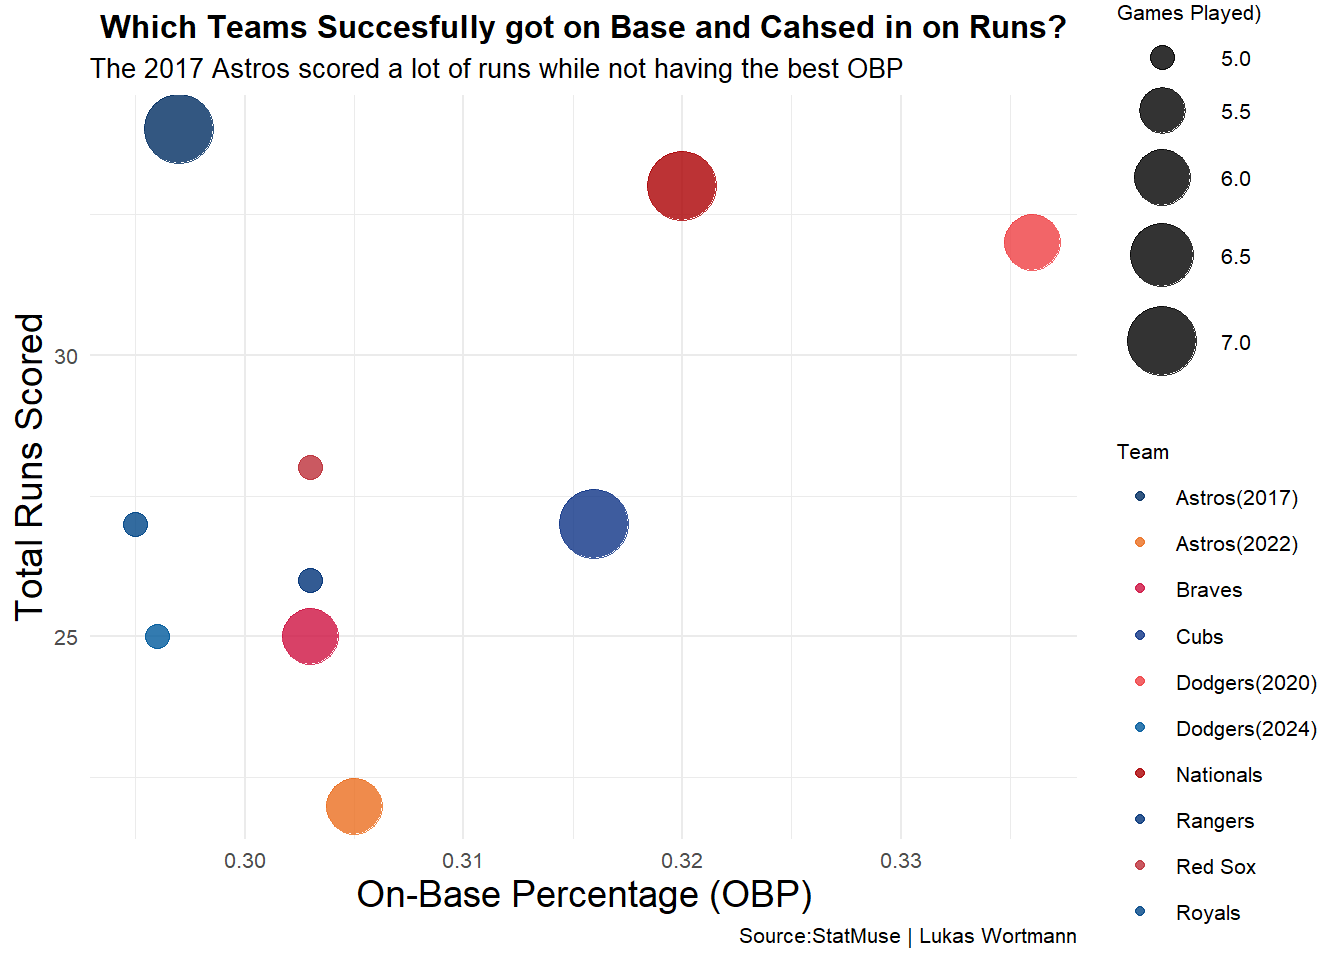 Which Teams Succesfully got on Base and Cahsed in on Runs?
The 2017 Astros scored a lot of runs while not having the best OBP
Total Runs Scored
30
25
0.30
0.31
0.32
0.33
On-Base Percentage (OBP)
Source:StatMuse | Lukas Wortmann
Games Played)
5.0
5.5
6.0
6.5
7.0
Team
Astros(2017)
Astros(2022)
Braves
Cubs
Dodgers(2020)
Dodgers(2024)
Nationals
Rangers
Red Sox
Royals